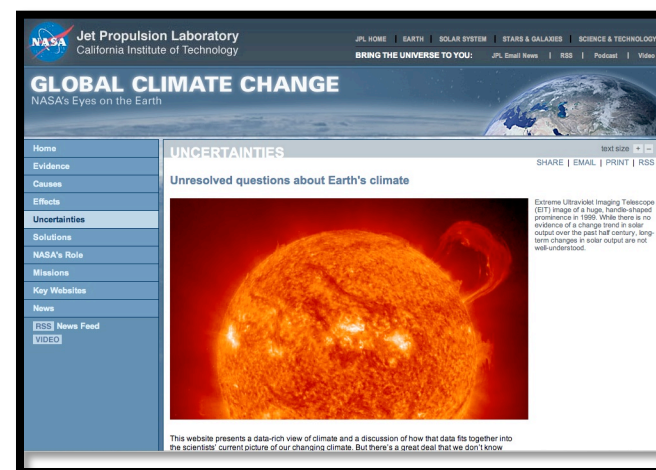 NASA
Jet Propulsion Laboratory
California Institute of Technology
JPL HOME EARTH SOLAR SYSTEM STARS & GALAXIES SCIENCE & TECHNOLOGY
BRING THE UNIVERSE TO YOU: JPL Email News | RSS | Podcast | Video
GLOBAL CLIMATE CHANGE
NASA's Eyes on the Earth
Home
Evidence
Causes
Effects
Uncertainties
Solutions
NASA's Role
Missions
Key Websites
News
RSS News Feed
VIDEO
UNCERTAINTIES
text size + –
SHARE | EMAIL | PRINT | RSS
Unresolved questions about Earth's climate
Extreme Ultraviolet Imaging Telescope
(EIT) image of a huge, handle-shaped
prominence in 1999. While there is no
evidence of a change trend in solar
output over the past half century, long-
term changes in solar output are not
well-understood.
This website presents a data-rich view of climate and a discussion of how that data fits together into
the scientists' current picture of our changing climate. But there's a great deal that we don't know